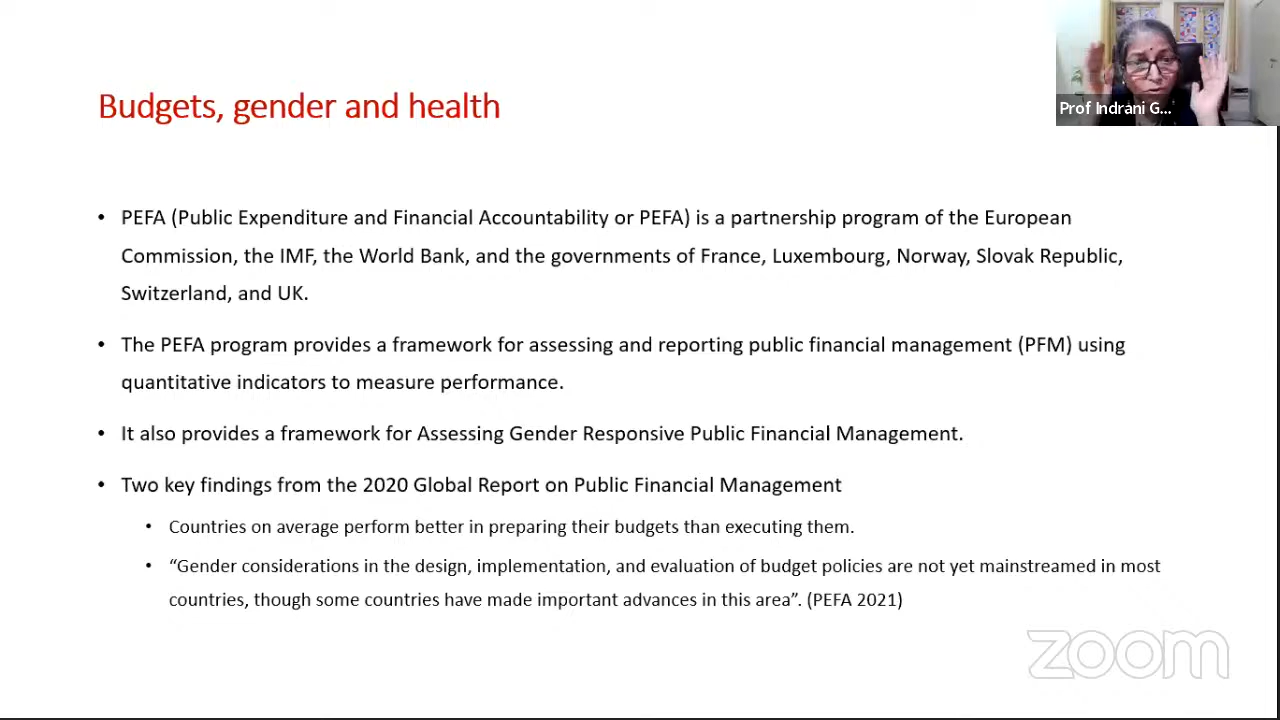 Prof Indrani G...
Budgets, gender and health
• PEFA (Public Expenditure and Financial Accountability or PEFA) is a partnership program of the European
Commission, the IMF, the World Bank, and the governments of France, Luxembourg, Norway, Slovak Republic,
Switzerland, and UK.
• The PEFA program provides a framework for assessing and reporting public financial management (PFM) using
quantitative indicators to measure performance.
• It also provides a framework for Assessing Gender Responsive Public Financial Management.
• Two key findings from the 2020 Global Report on Public Financial Management
• Countries on average perform better in preparing their budgets than executing them.
• “Gender considerations in the design, implementation, and evaluation of budget policies are not yet mainstreamed in most
countries, though some countries have made important advances in this area”. (PEFA 2021)
zoom